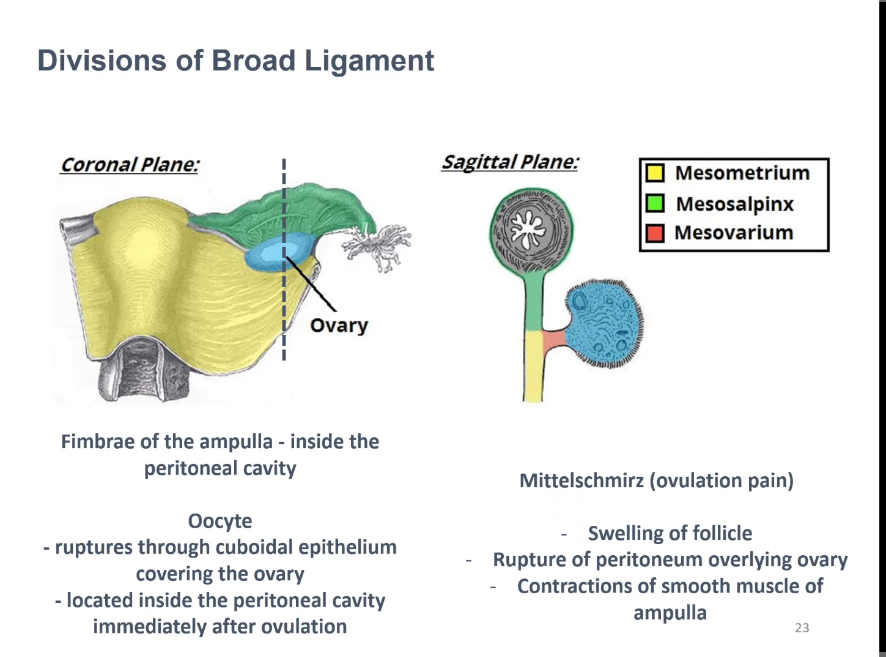 Divisions of Broad Ligament
Coronal Plane:
Ovary
Sagittal Plane:
Mesometrium
Mesosalpinx
Mesovarium
Fimbrae of the ampulla - inside the
peritoneal cavity
Oocyte
- ruptures through cuboidal epithelium
covering the ovary
- located inside the peritoneal cavity
immediately after ovulation
Mittelschmirz (ovulation pain)
- Swelling of follicle
- Rupture of peritoneum overlying ovary
- Contractions of smooth muscle of
ampulla
23